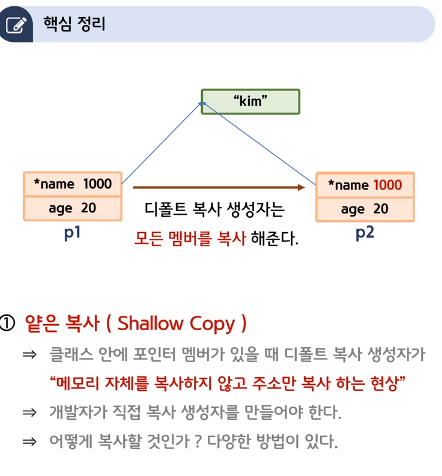 핵심 정리
“kim”
*name 1000
age 20
p1
디폴트 복사 생성자는
모든 멤버를 복사 해준다.
*name 1000
age 20
p2
① 얕은 복사 ( Shallow Copy )
⇒ 클래스 안에 포인터 멤버가 있을 때 디폴트 복사 생성자가
“메모리 자체를 복사하지 않고 주소만 복사 하는 현상”
⇒ 개발자가 직접 복사 생성자를 만들어야 한다.
⇒ 어떻게 복사할 것인가 ? 다양한 방법이 있다.